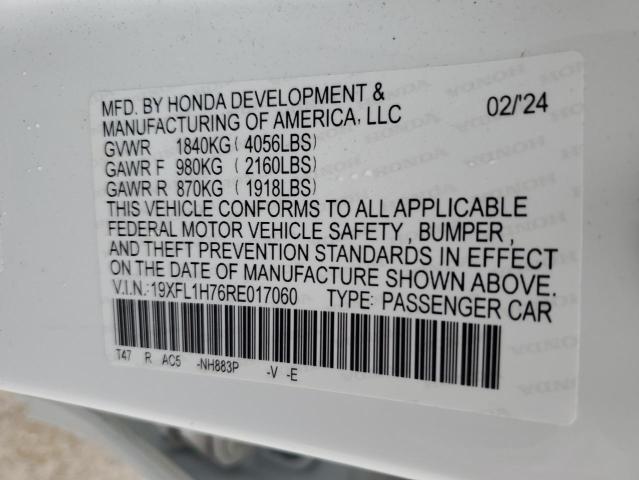 MFD. BY HONDA DEVELOPMENT & MANUFACTURING OF AMERICA, LLC 02/'24
GVWR 1840KG (4056LBS)
GAWR F 980KG (2160LBS)
GAWR R 870KG (1918LBS)
THIS VEHICLE CONFORMS TO ALL APPLICABLE
FEDERAL MOTOR VEHICLE SAFETY , BUMPER ,
AND THEFT PREVENTION STANDARDS IN EFFECT
ON THE DATE OF MANUFACTURE SHOWN ABOVE.
V.I.N.:19XFL1H76RE017060 TYPE: PASSENGER CAR
T47 R AC5 -NH883P -V -E